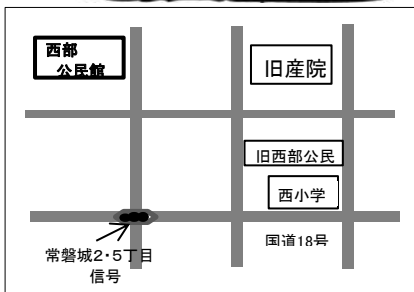 西部
公民館
旧産院
旧西部公民
西小学
国道18号
常磐城2・5丁目
信号